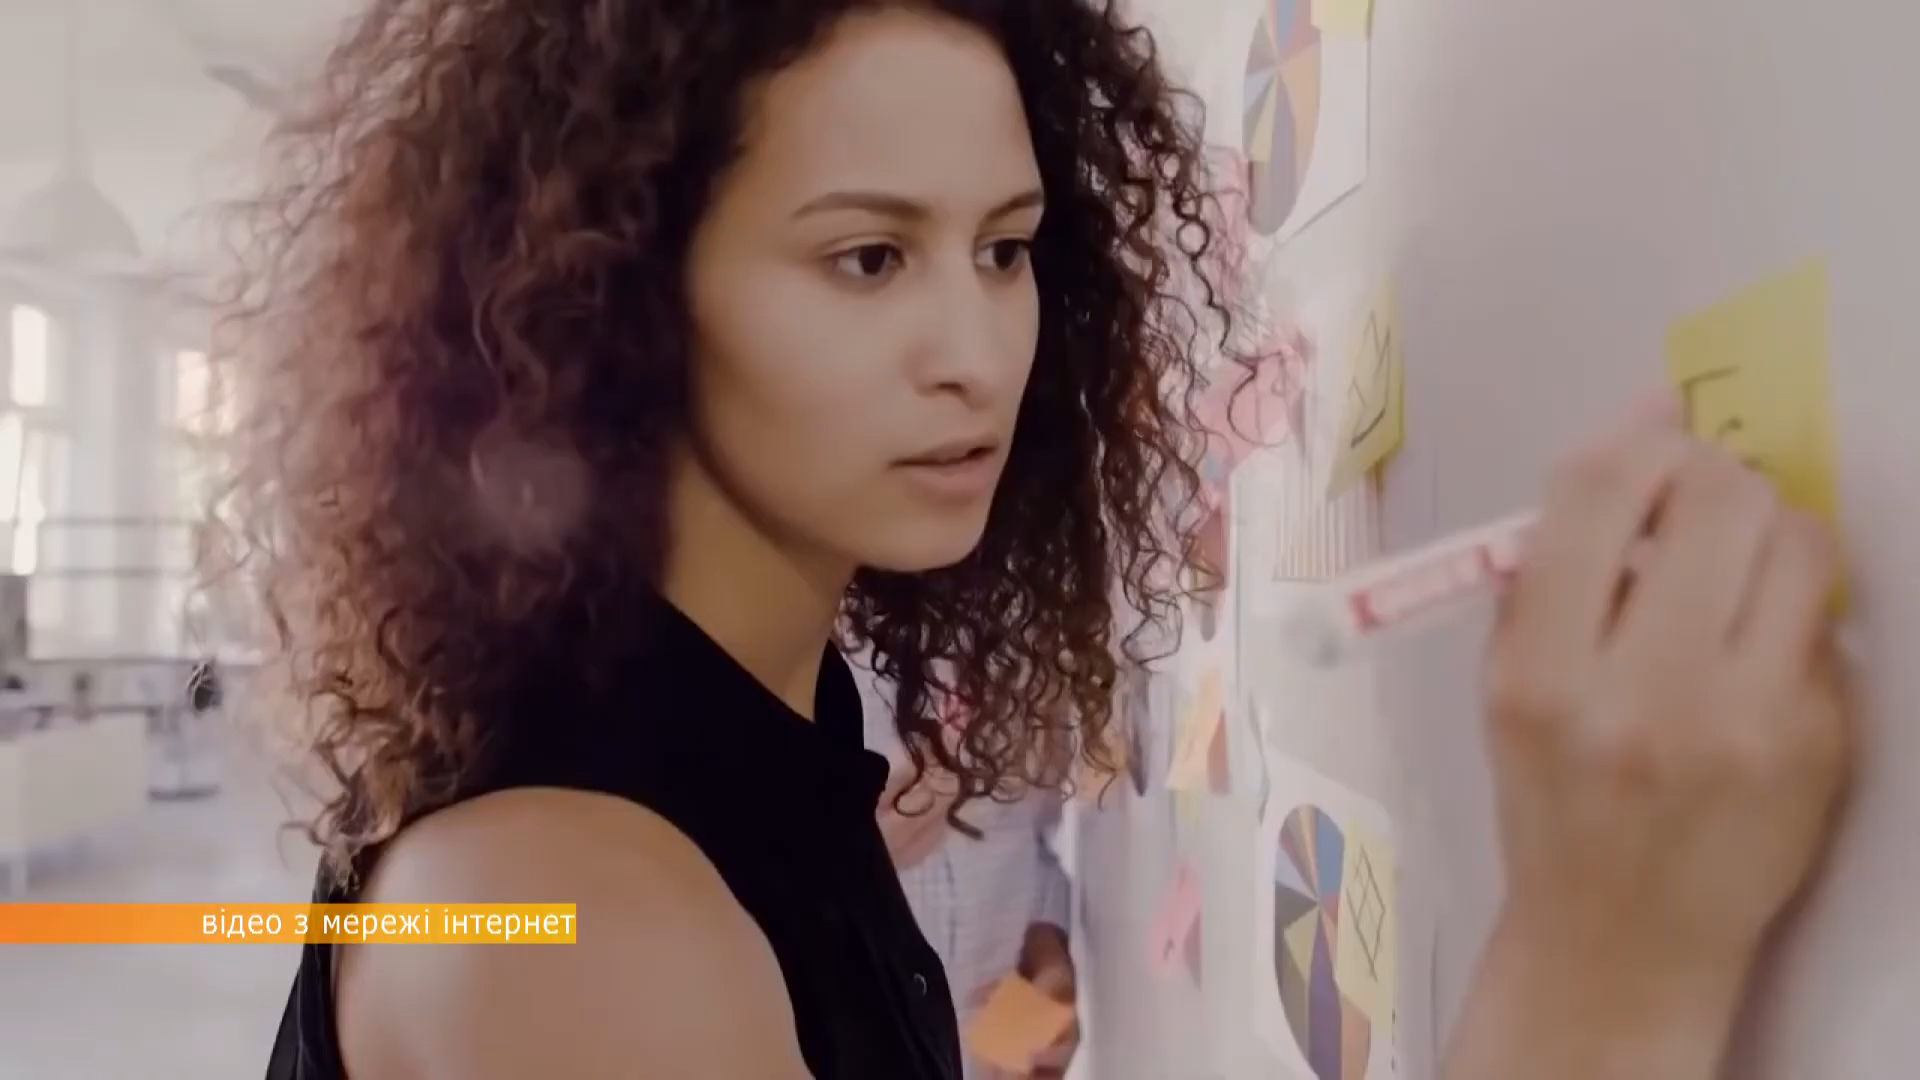 відео з мережі інтернет